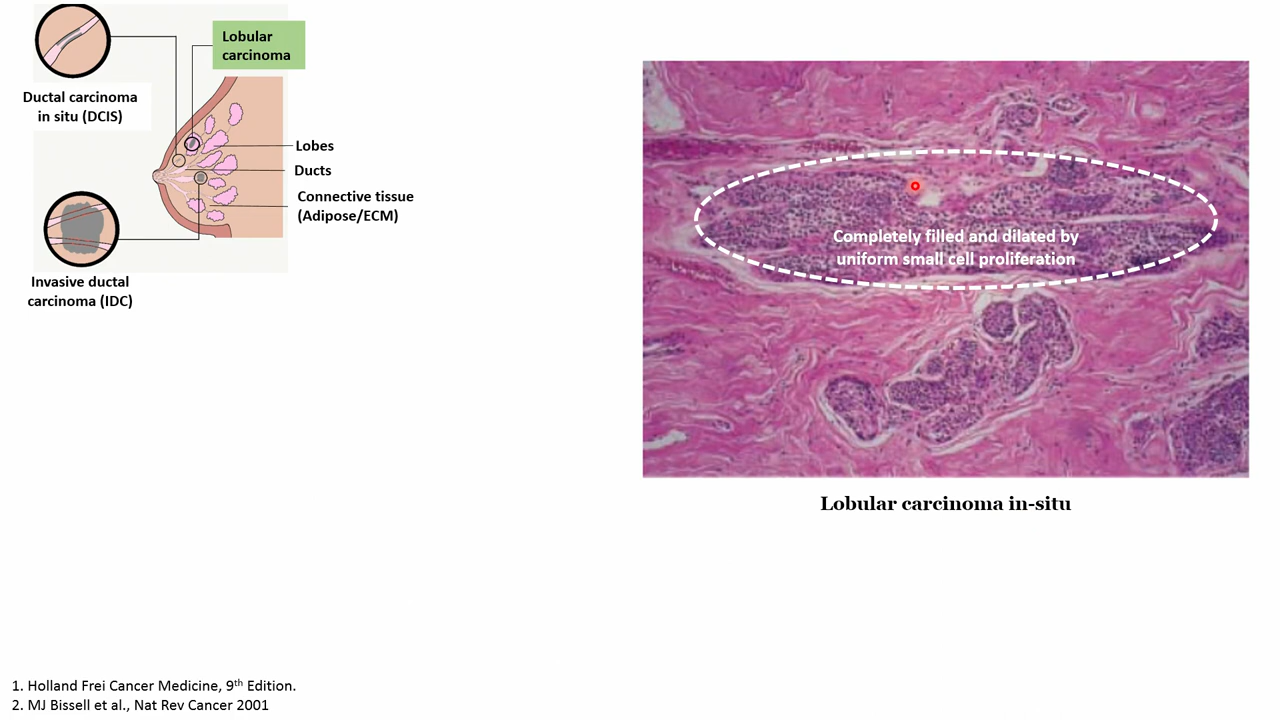 Lobular
carcinoma
Ductal carcinoma
in situ (DCIS)
Lobes
Ducts
Connective tissue
(Adipose/ECM)
Invasive ductal
carcinoma (IDC)
Completely filled and dilated by
uniform small cell proliferation
Lobular carcinoma in-situ
1. Holland Frei Cancer Medicine, 9th Edition.
2. MJ Bissell et al., Nat Rev Cancer 2001